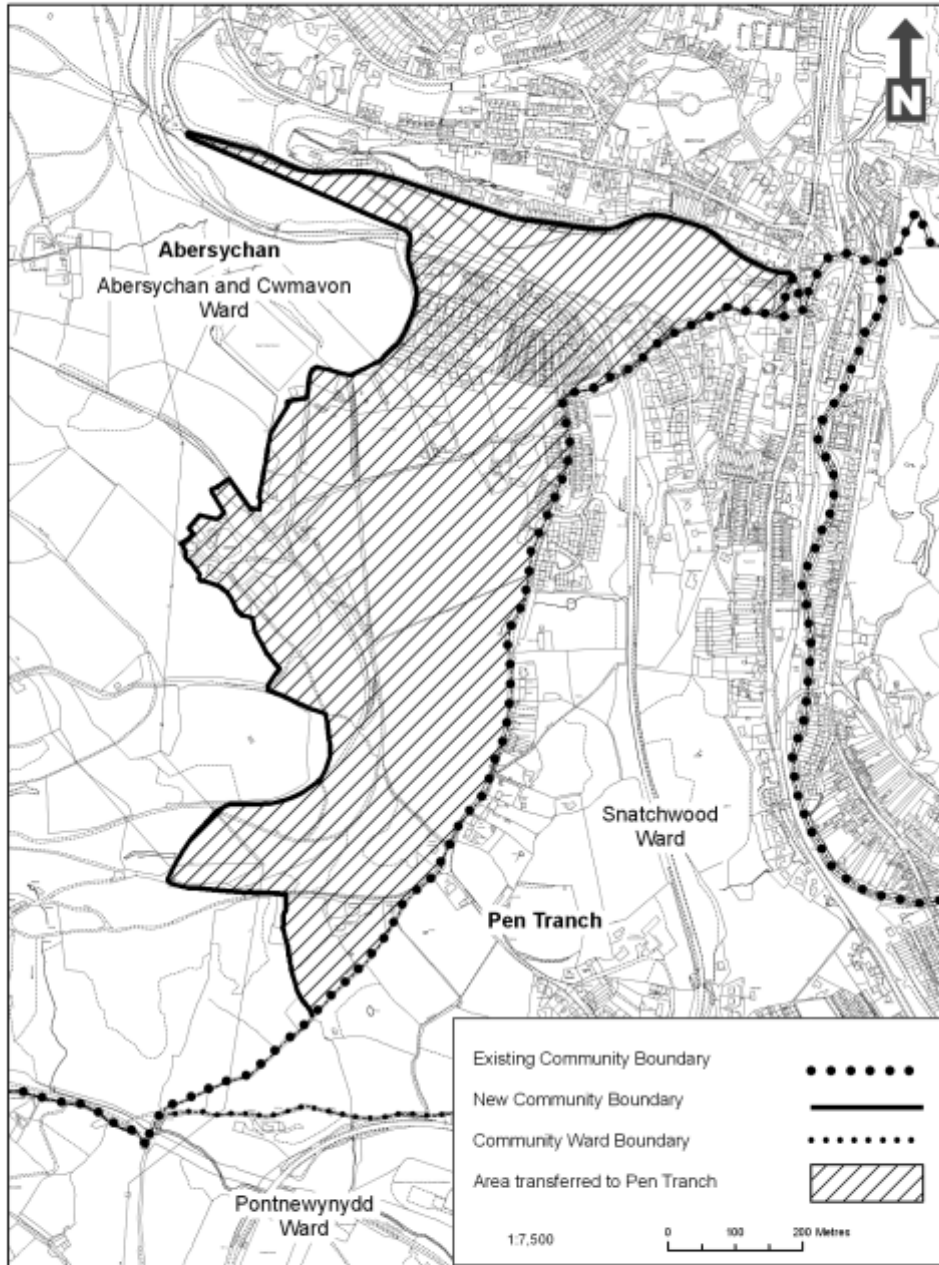 N
Abersychan
Abersychan and Cwmavon
Ward
Snatchwood
Ward
Pen Tranch
Pontnewynydd
Ward
Existing Community Boundary
New Community Boundary
Community Ward Boundary
Area transferred to Pen Tranch
1:7,500
0 100 200 Metres